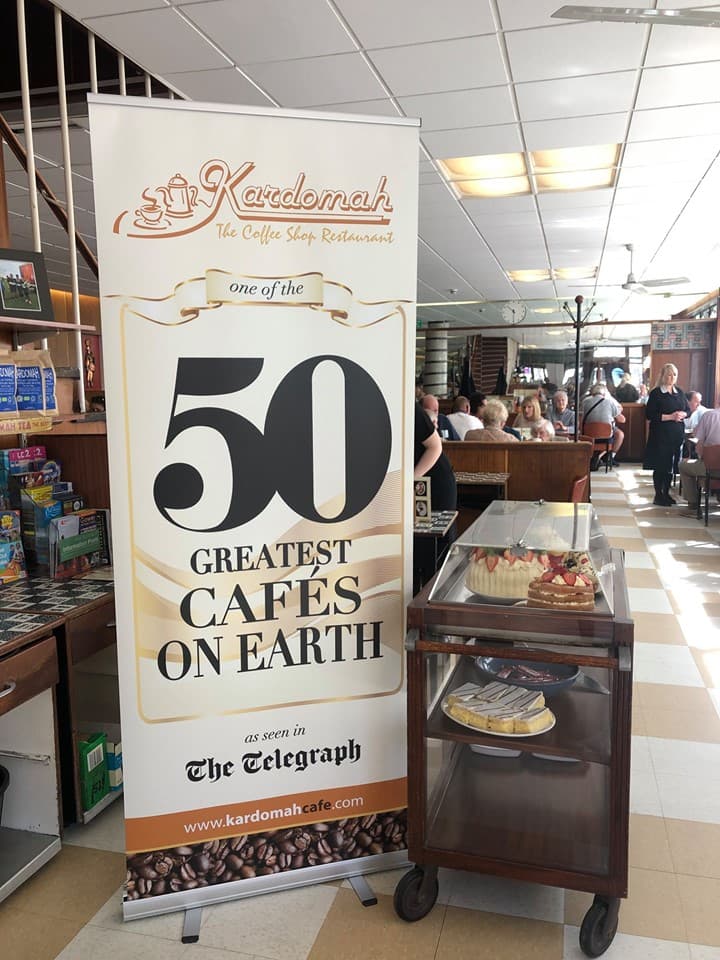 Kardomah
The Coffee Shop Restaurant
one of the
50
GREATEST
CAFÉS
ON EARTH
as seen in
The Telegraph
www.kardomahcafe.com